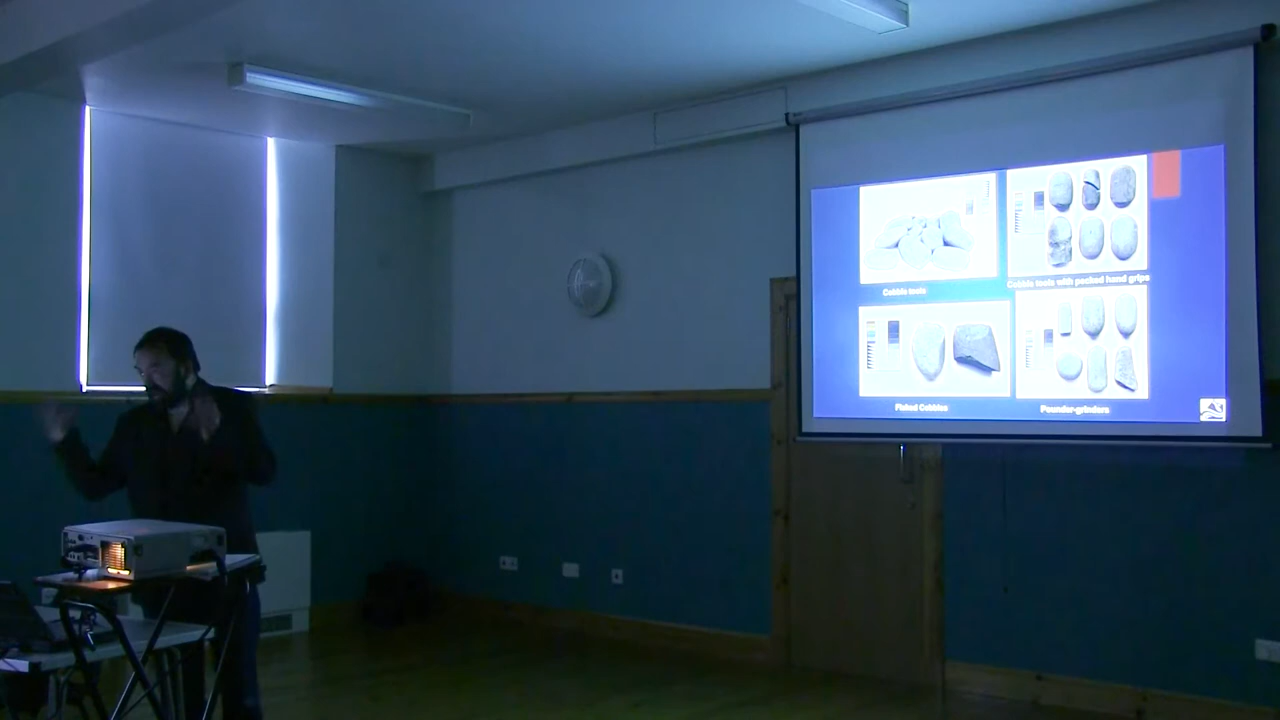 Cobble tools
Cobble tools with pecked hand grips
Flaked Cobbles
Pounder-grinders